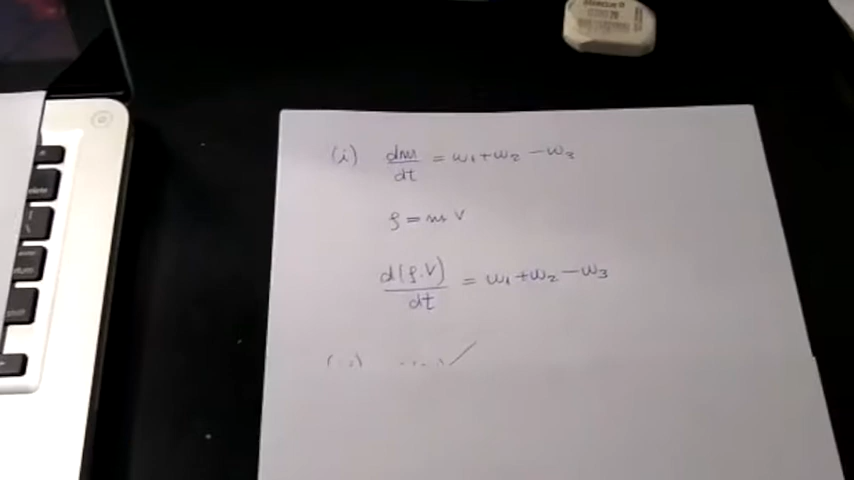 (i) dm/dt = w₁+w₂-w₃
ρ = m V
d(ρ.V)/dt = w₁+w₂-w₃